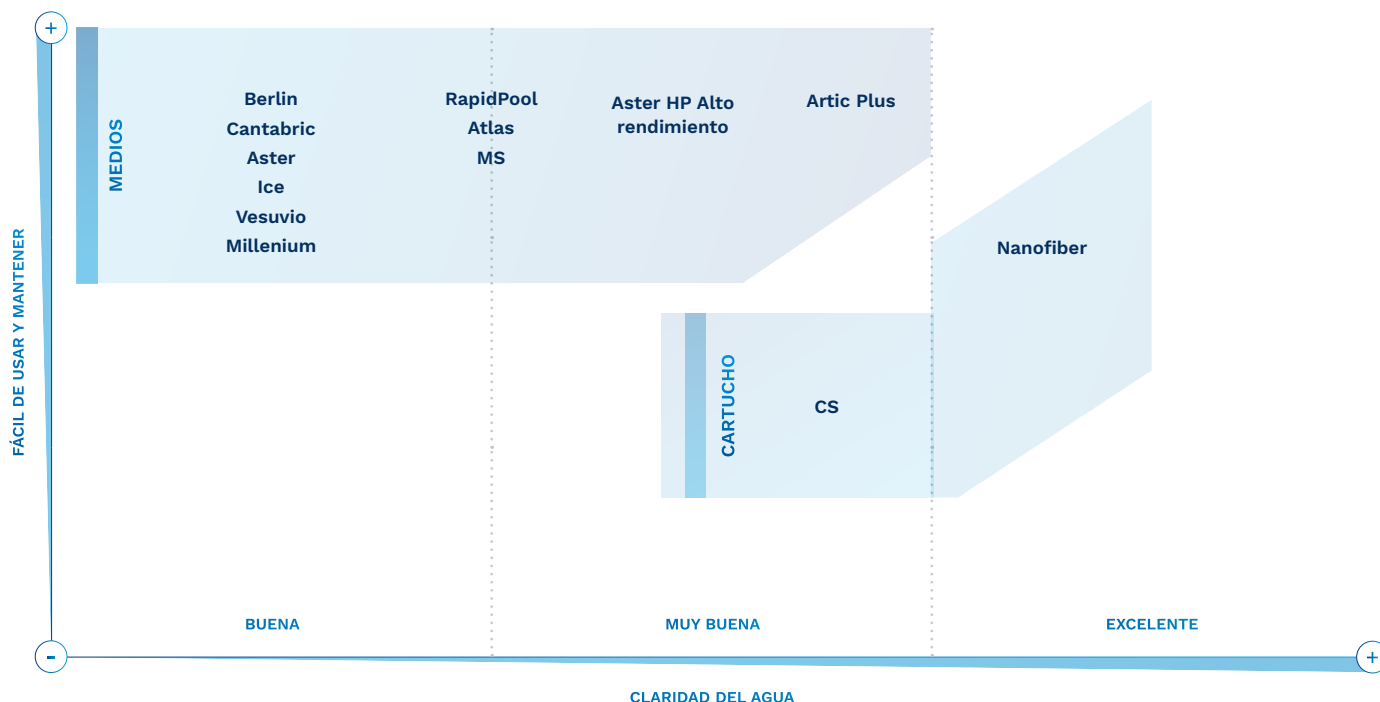 +
FÁCIL DE USAR Y MANTENER
MEDIOS
Berlin
Cantabric
Aster
Ice
Vesuvio
Millenium
RapidPool
Atlas
MS
Aster HP Alto
rendimiento
Artic Plus
Nanofiber
CARTUCHO
CS
BUENA
MUY BUENA
EXCELENTE
-
+
CLARIDAD DEL AGUA